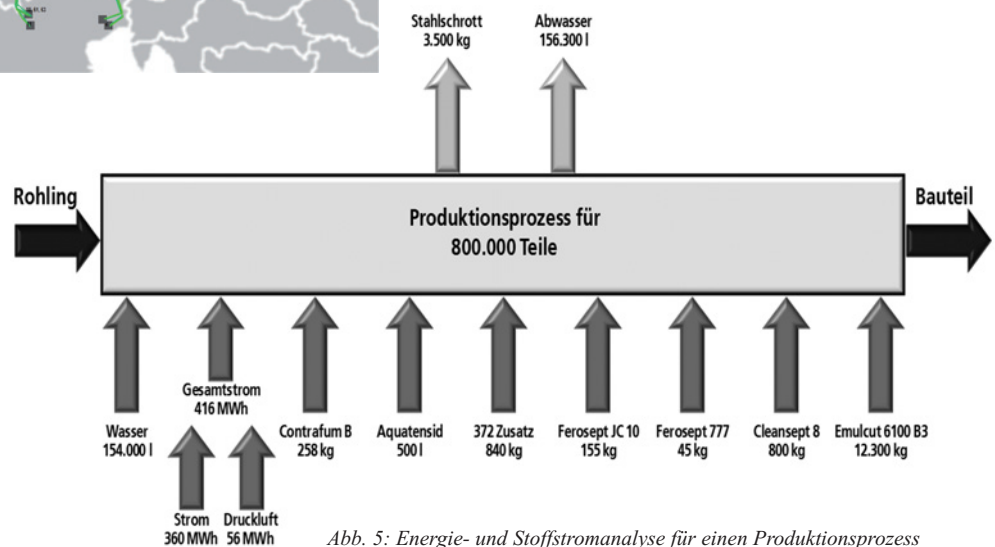 Stahlschrott
3.500 kg
Abwasser
156.300 l
Rohling
Produktionsprozess für
800.000 Teile
Bauteil
Gesamtstrom
416 MWh
Wasser
154.000 l
Contrafum B
258 kg
Aquatensid
500 l
372 Zusatz
840 kg
Ferosept JC 10
155 kg
Ferosept 777
45 kg
Cleansept 8
800 kg
Emulcut 6100 B3
12.300 kg
Strom
360 MWh
Druckluft
56 MWh
Abb. 5: Energie- und Stoffstromanalyse für einen Produktionsprozess